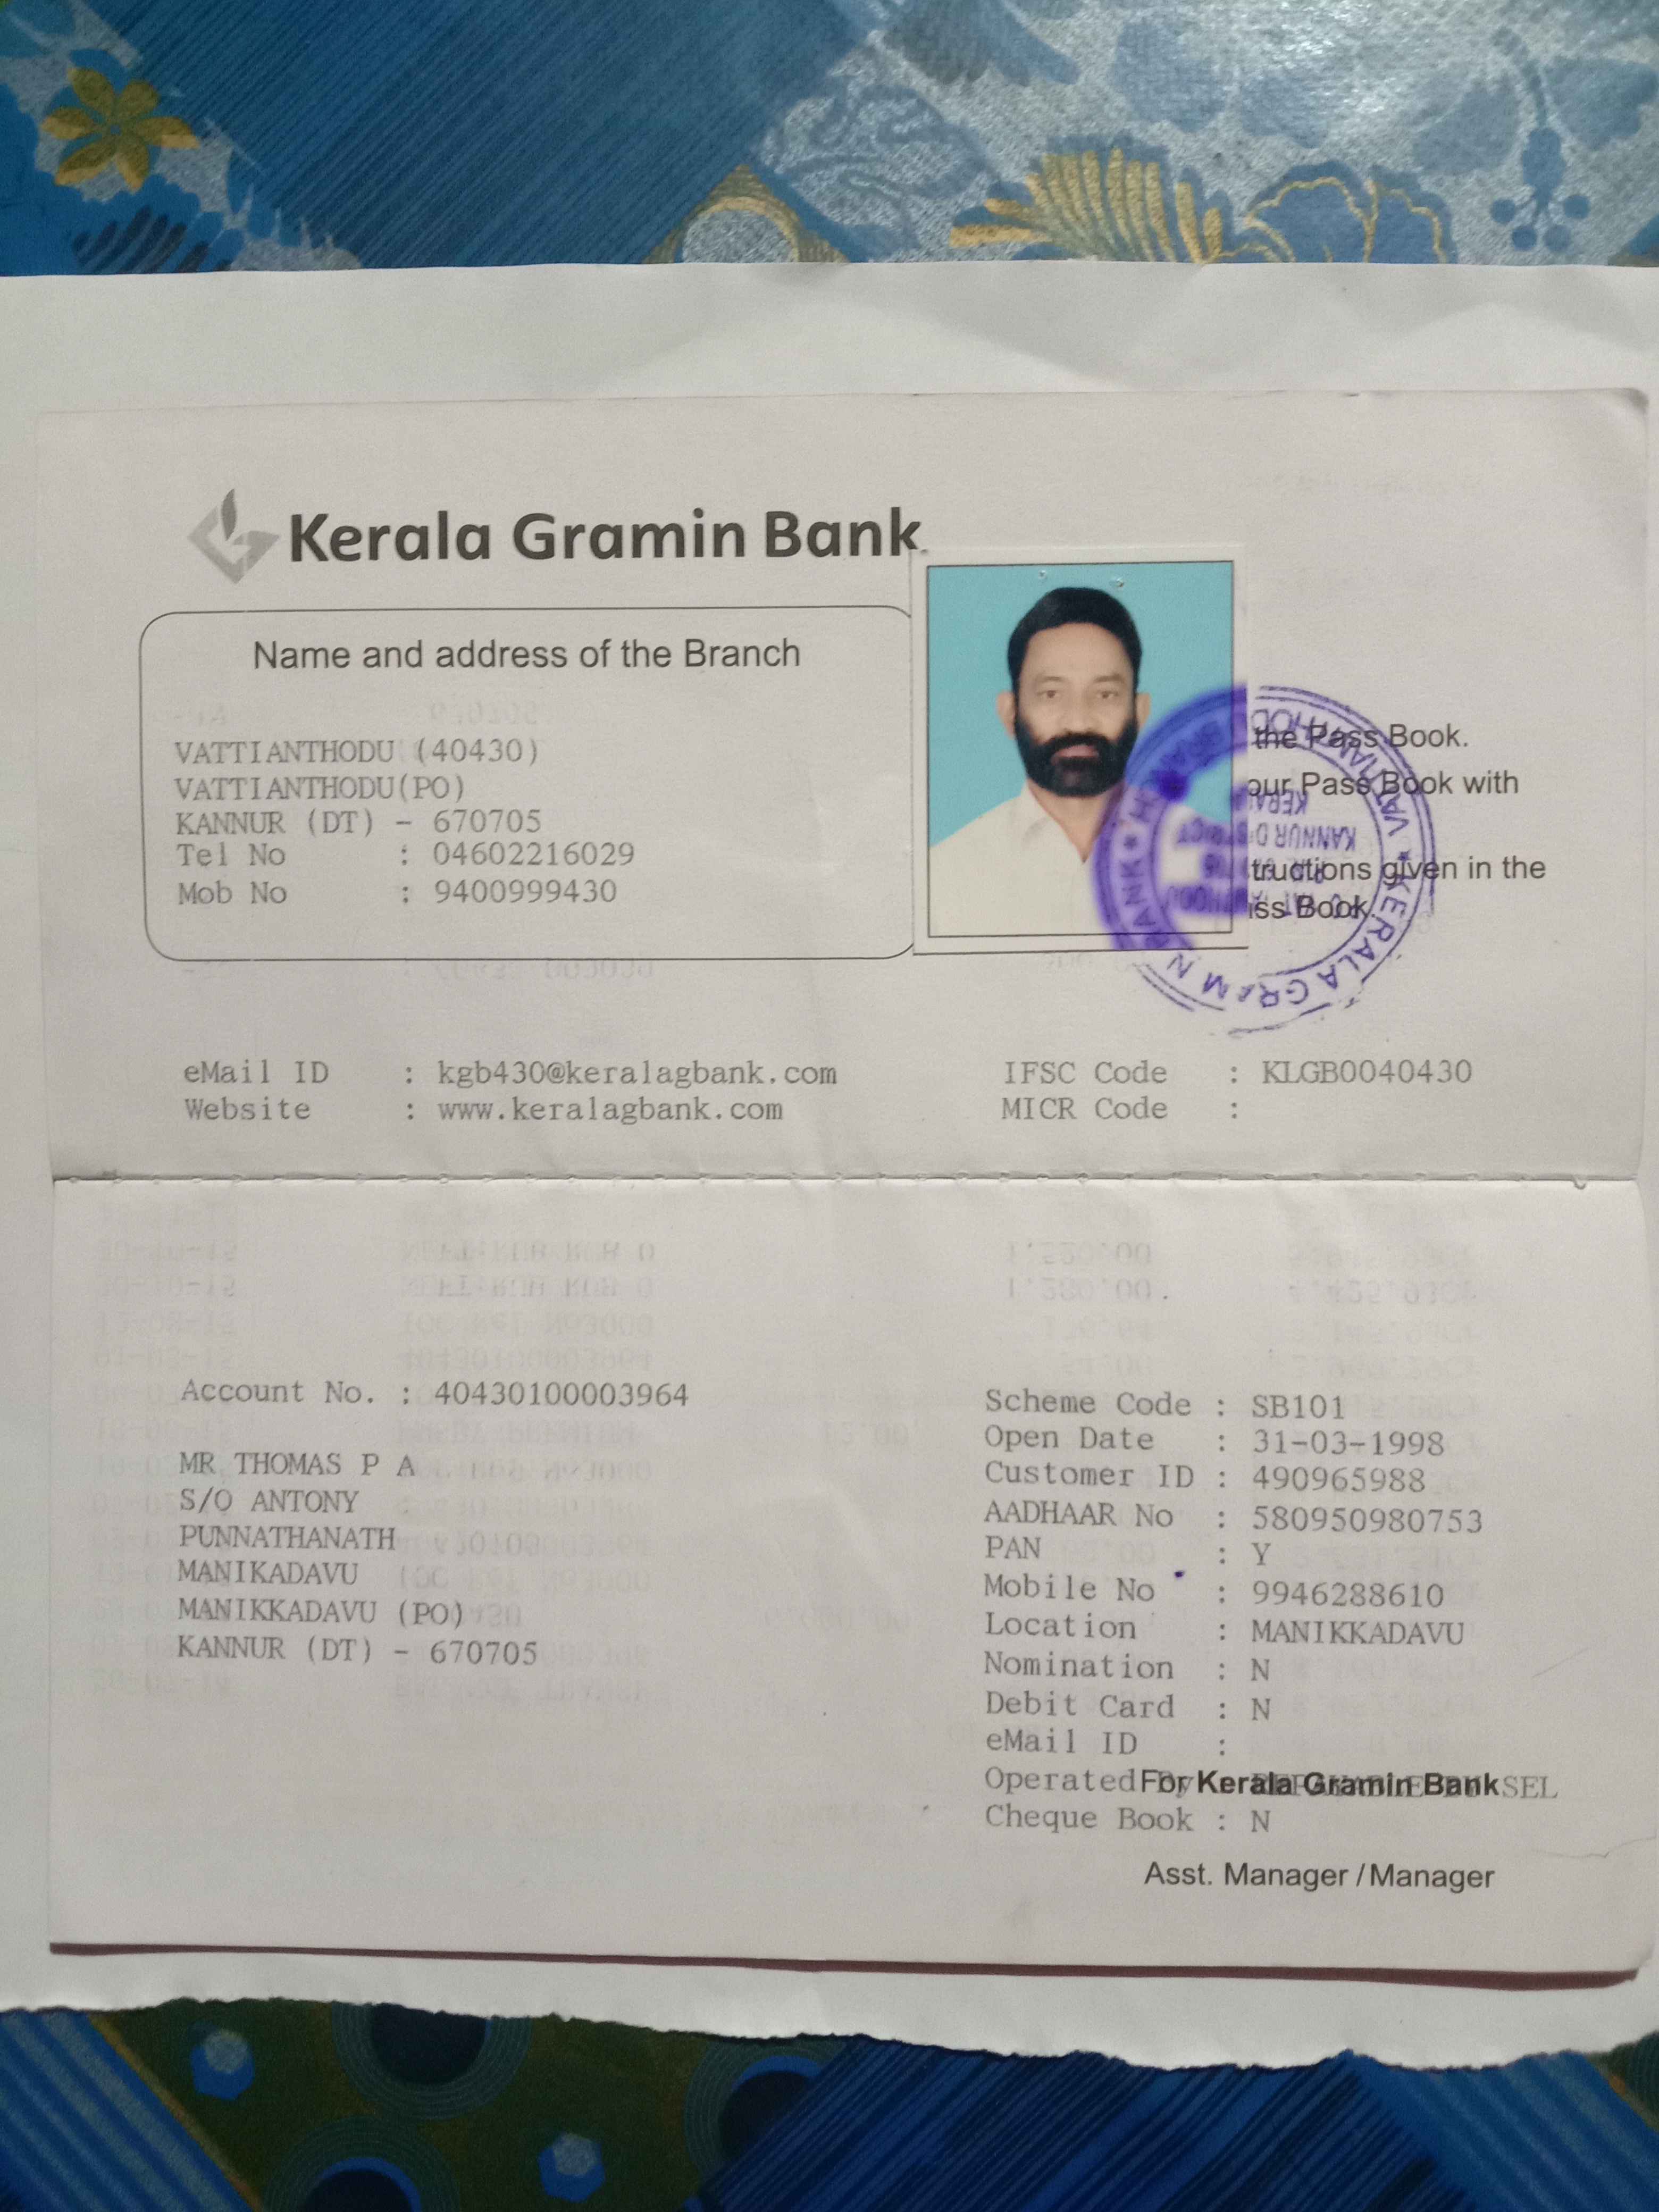 Kerala Gramin Bank
Name and address of the Branch
VATTIANTHODU (40430)
VATTIANTHODU(PO)
KANNUR (DT) - 670705
Tel No : 04602216029
Mob No : 9400999430
the Pass Book.
our Pass Book with
tructions given in the
ss Book.
KERALA GRAM N BANK
KANNUR DISTRICT
eMail ID : kgb430@keralagbank.com
Website : www.keralagbank.com
IFSC Code : KLGB0040430
MICR Code :
Account No. : 40430100003964
MR THOMAS P A
S/O ANTONY
PUNNATHANATH
MANIKADAVU
MANIKKADAVU (PO)
KANNUR (DT) - 670705
Scheme Code : SB101
Open Date : 31-03-1998
Customer ID : 490965988
AADHAAR No : 580950980753
PAN : Y
Mobile No : 9946288610
Location : MANIKKADAVU
Nomination : N
Debit Card : N
eMail ID :
Operated By : SEL
For Kerala Gramin Bank
Cheque Book : N
Asst. Manager / Manager